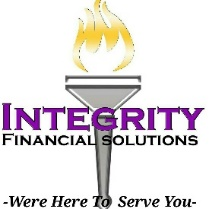 INTEGRITY
FINANCIAL SOLUTIONS
-Were Here To Serve You-